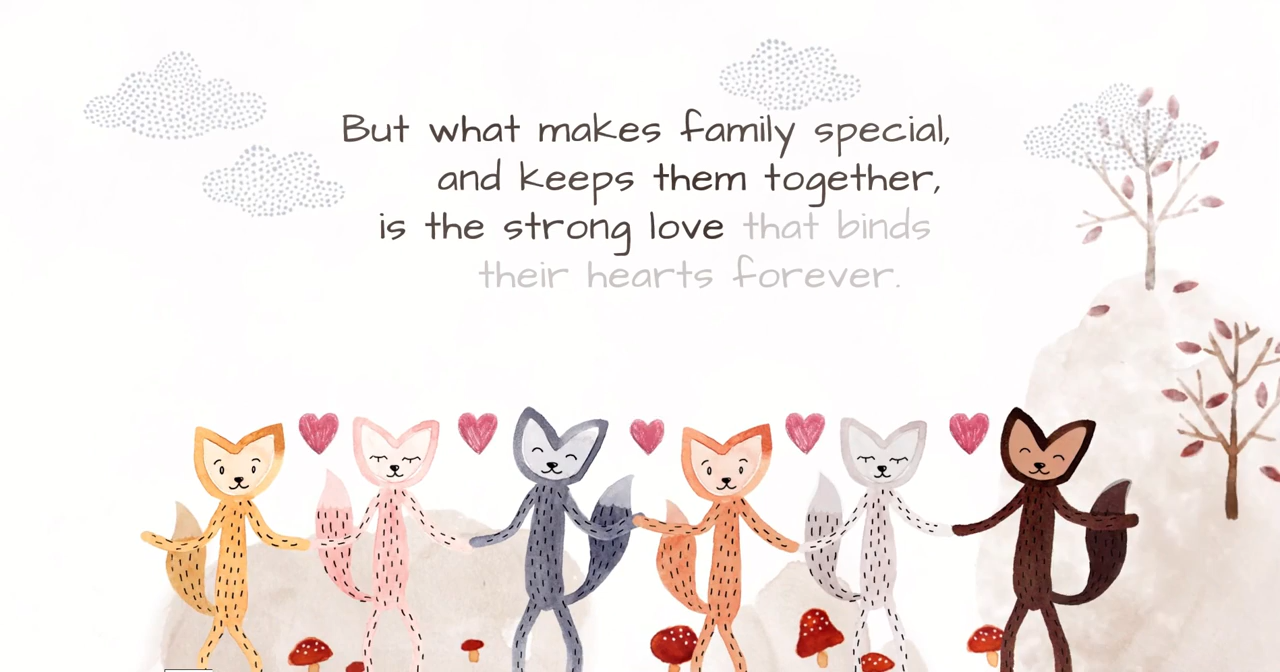 But what makes family special,
and keeps them together,
is the strong love that binds
their hearts forever.